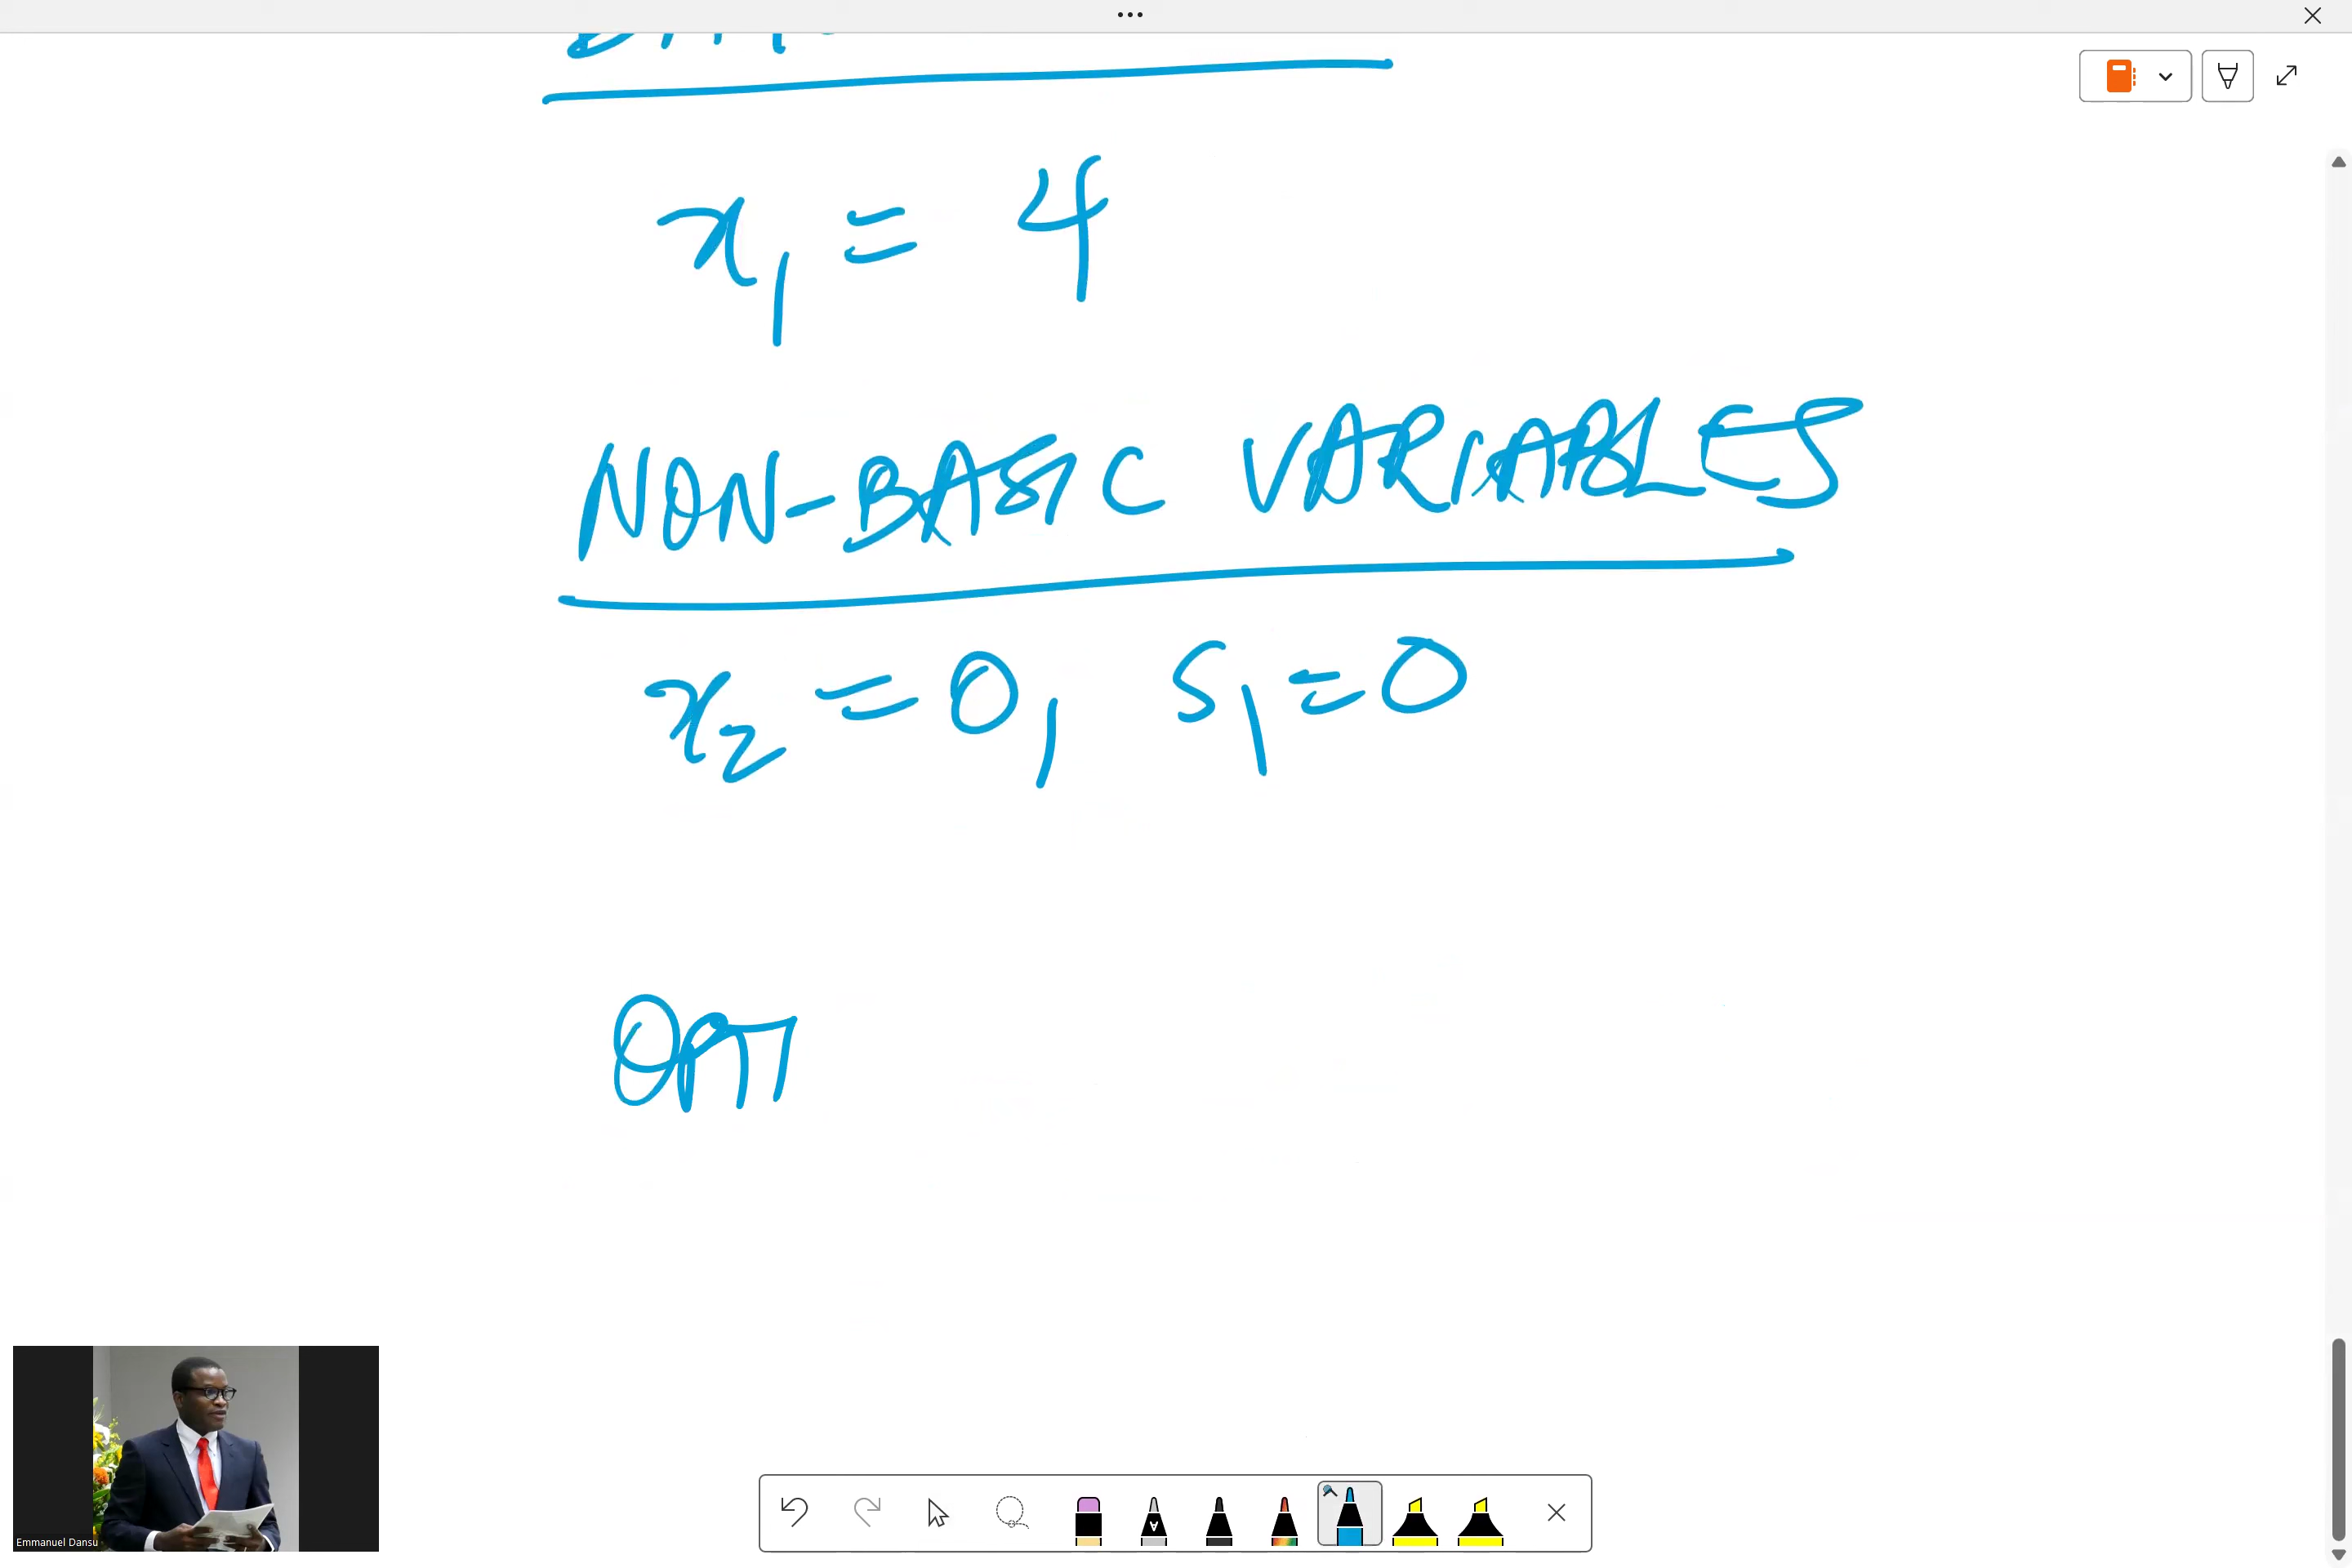 x₁ = 4
NON-BASIC VARIABLES
x₂ = 0, s₁ = 0
OPT
Emmanuel Dansu